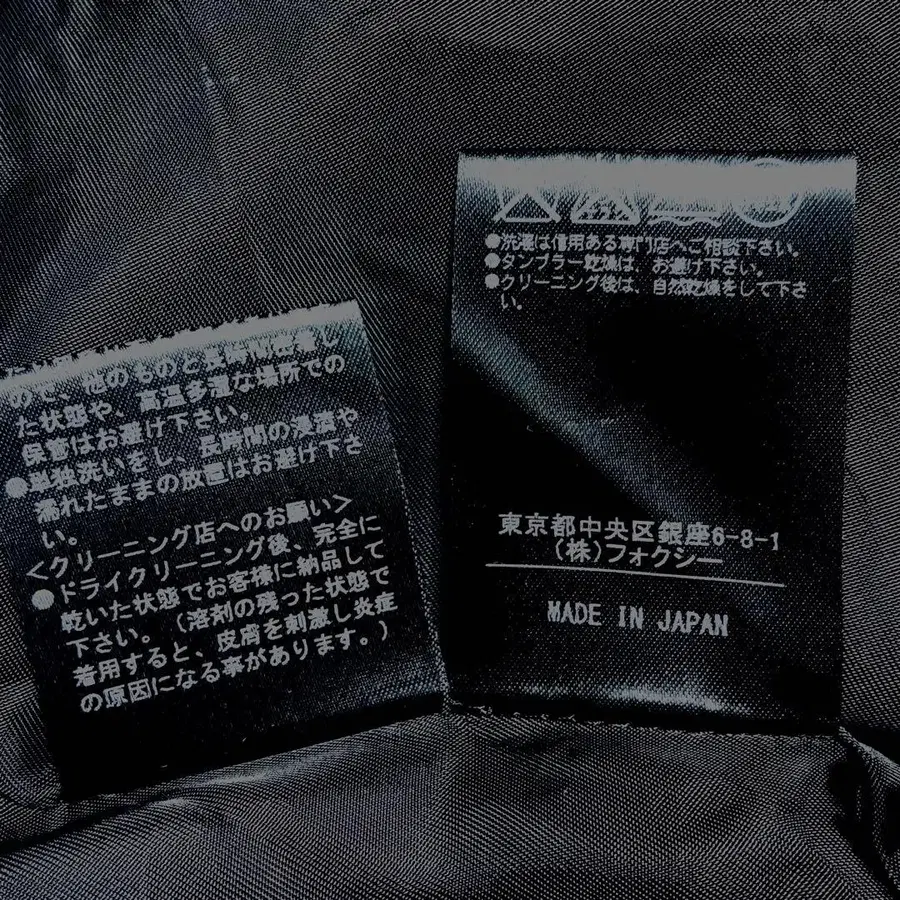 ので、他のものと長時間密着し
た状態や、高温多湿な場所での
保管はお避け下さい。
●単独洗いをし、長時間の浸漬や
濡れたままの放置はお避け下さ
い。
<クリーニング店へのお願い>
●ドライクリーニング後、完全に
乾いた状態でお客様に納品して
下さい。(溶剤の残った状態で
着用すると、皮膚を刺激し炎症
の原因になる事があります。)
●洗濯は信用ある専門店へご相談下さい。
●タンブラー乾燥は、お避け下さい。
●クリーニング後は、自然乾燥をして下さ
い。
東京都中央区銀座6-8-1
(株)フォクシー
MADE IN JAPAN